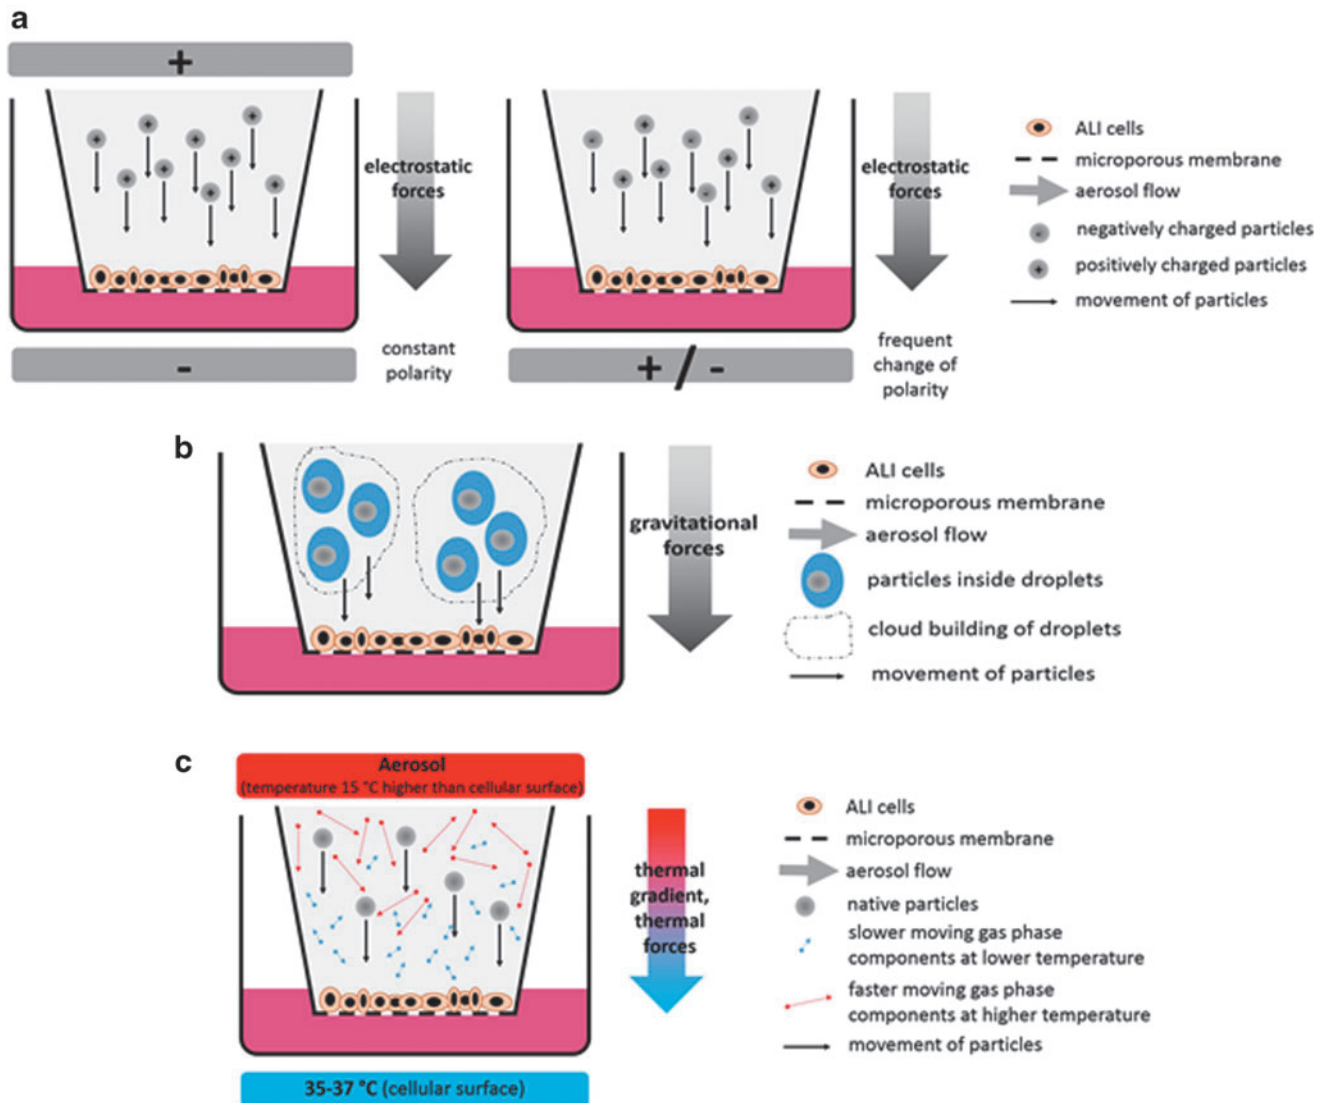 a
+
+ + + + + + + + + +
electrostatic
forces
-
constant
polarity
- + - - + + + - +
electrostatic
forces
+ / -
frequent
change of
polarity
ALI cells
microporous membrane
aerosol flow
- negatively charged particles
+ positively charged particles
movement of particles
b
gravitational
forces
ALI cells
microporous membrane
aerosol flow
particles inside droplets
cloud building of droplets
movement of particles
c
Aerosol
(temperature 15 °C higher than cellular surface)
thermal
gradient,
thermal
forces
35-37 °C (cellular surface)
ALI cells
microporous membrane
aerosol flow
native particles
slower moving gas phase
components at lower temperature
faster moving gas phase
components at higher temperature
movement of particles